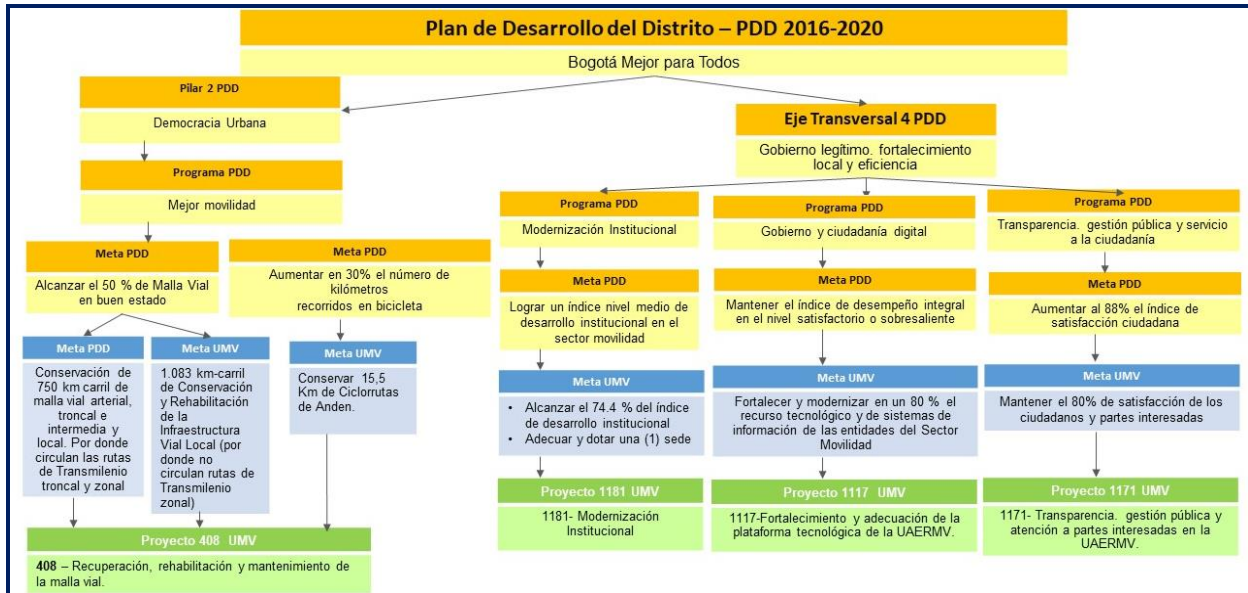 Plan de Desarrollo del Distrito – PDD 2016-2020
Bogotá Mejor para Todos
Pilar 2 PDD
Democracia Urbana
Programa PDD
Mejor movilidad
Meta PDD
Alcanzar el 50 % de Malla Vial
en buen estado
Meta PDD
Aumentar en 30% el número de
kilómetros
recorridos en bicicleta
Meta PDD
Conservación de
750 km carril de
malla vial arterial,
troncal e
intermedia y
local. Por donde
circulan las rutas
de Transmilenio
troncal y zonal
Meta UMV
1.083 km-carril
de Conservación
y Rehabilitación
de la
Infraestructura
Vial Local (por
donde no
circulan rutas de
Transmilenio
zonal)
Meta UMV
Conservar 15,5
Km de Ciclorrutas
de Anden.
Proyecto 408 UMV
408 – Recuperación, rehabilitación y mantenimiento de
la malla vial.
Eje Transversal 4 PDD
Gobierno legítimo. fortalecimiento
local y eficiencia
Programa PDD
Modernización Institucional
Meta PDD
Lograr un índice nivel medio de
desarrollo institucional en el
sector movilidad
Meta UMV
• Alcanzar el 74.4 % del índice
de desarrollo institucional
• Adecuar y dotar una (1) sede
Proyecto 1181 UMV
1181- Modernización
Institucional
Programa PDD
Gobierno y ciudadanía digital
Meta PDD
Mantener el índice de desempeño integral
en el nivel satisfactorio o sobresaliente
Meta UMV
Fortalecer y modernizar en un 80 % el
recurso tecnológico y de sistemas de
información de las entidades del Sector
Movilidad
Proyecto 1117 UMV
1117-Fortalecimiento y adecuación de la
plataforma tecnológica de la UAERMV.
Programa PDD
Transparencia. gestión pública y servicio
a la ciudadanía
Meta PDD
Aumentar al 88% el índice de
satisfacción ciudadana
Meta UMV
Mantener el 80% de satisfacción de los
ciudadanos y partes interesadas
Proyecto 1171 UMV
1171- Transparencia. gestión pública y
atención a partes interesadas en la
UAERMV.